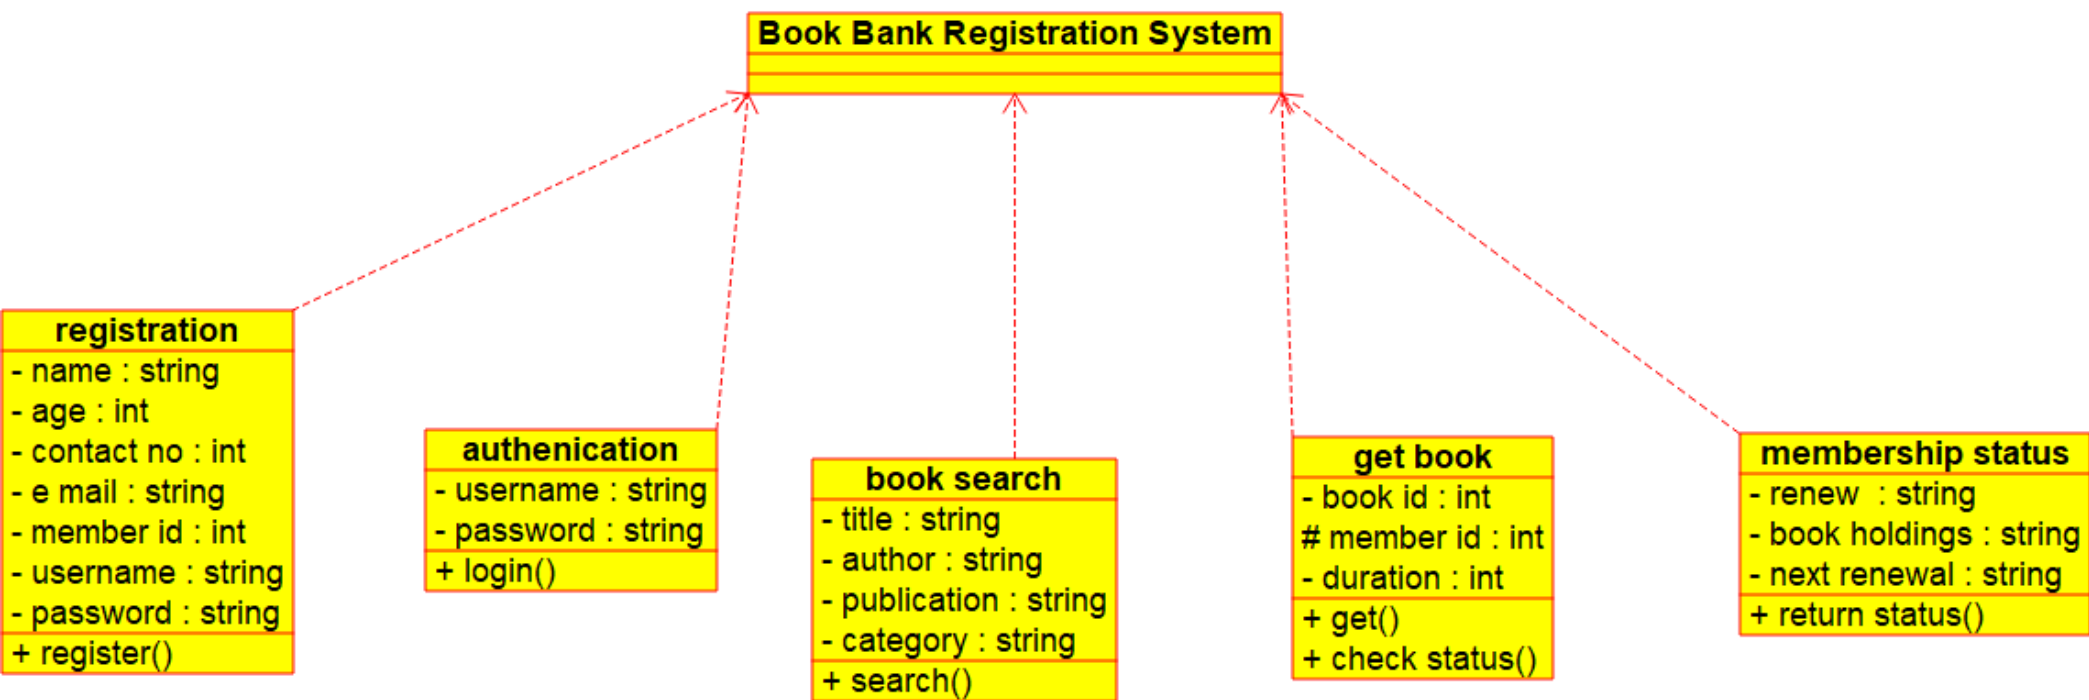 Book Bank Registration System
registration
- name : string
- age : int
- contact no : int
- e mail : string
- member id : int
- username : string
- password : string
+ register()
authenication
- username : string
- password : string
+ login()
book search
- title : string
- author : string
- publication : string
- category : string
+ search()
get book
- book id : int
# member id : int
- duration : int
+ get()
+ check status()
membership status
- renew  : string
- book holdings : string
- next renewal : string
+ return status()